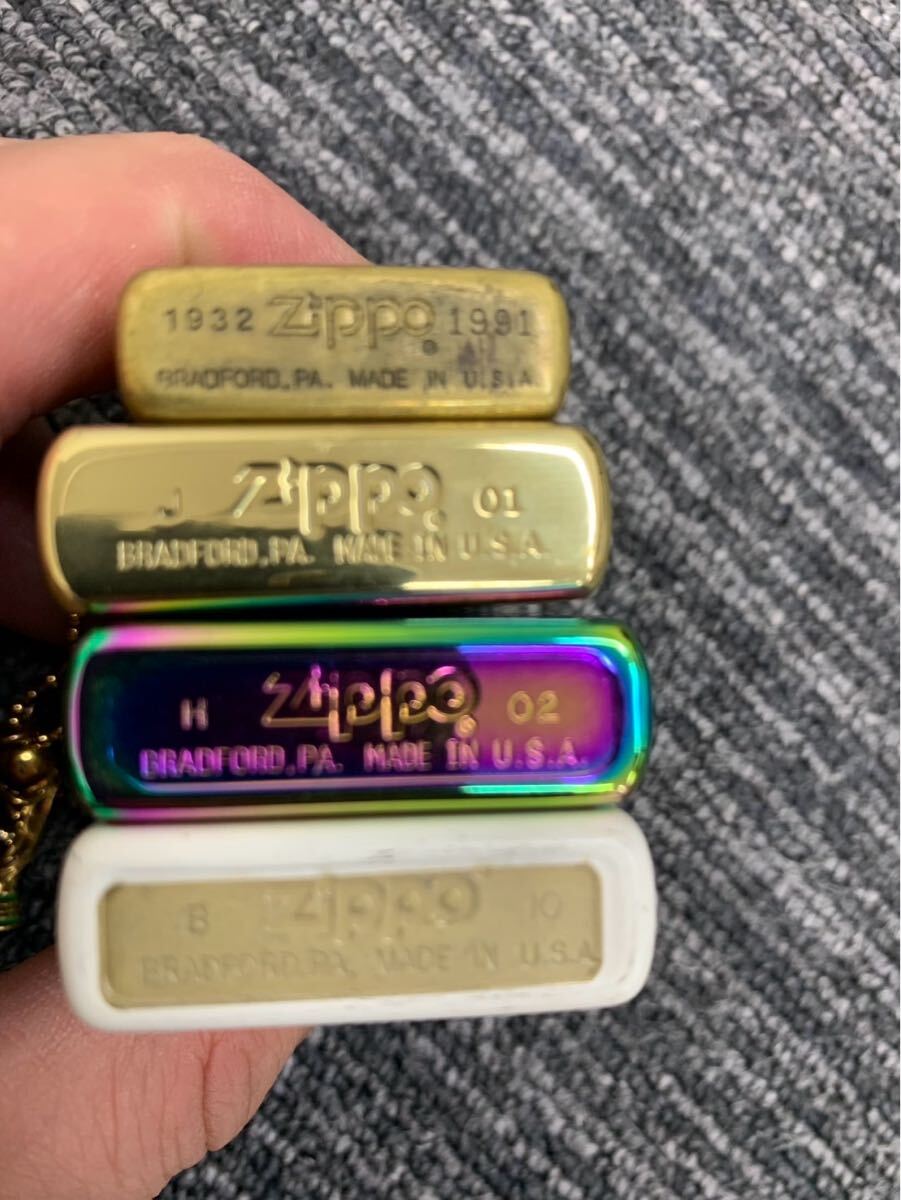 1932 Zippo 1991
BRADFORD, PA. MADE IN U.S.A.
J Zippo 01
BRADFORD, PA. MADE IN U.S.A.
H Zippo 02
BRADFORD, PA. MADE IN U.S.A.
B Zippo 10
BRADFORD, PA. MADE IN U.S.A